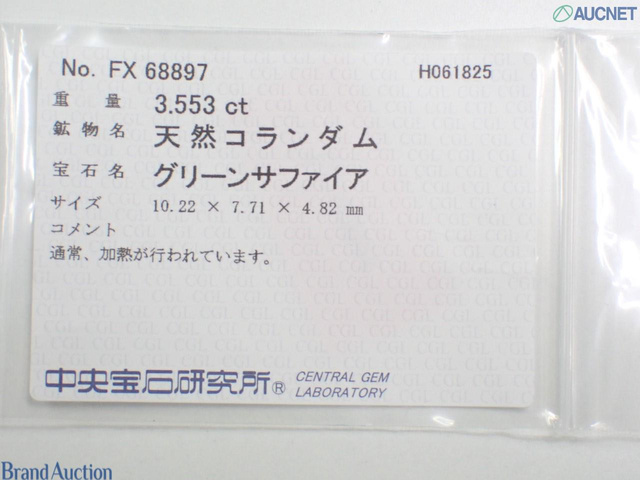 AUCNET
No. FX 68897 H061825
重量 3.553 ct
鉱物名 天然コランダム
宝石名 グリーンサファイア
サイズ 10.22 × 7.71 × 4.82 mm
コメント
通常、加熱が行われています。
中央宝石研究所® CENTRAL GEM
LABORATORY
Brand Auction